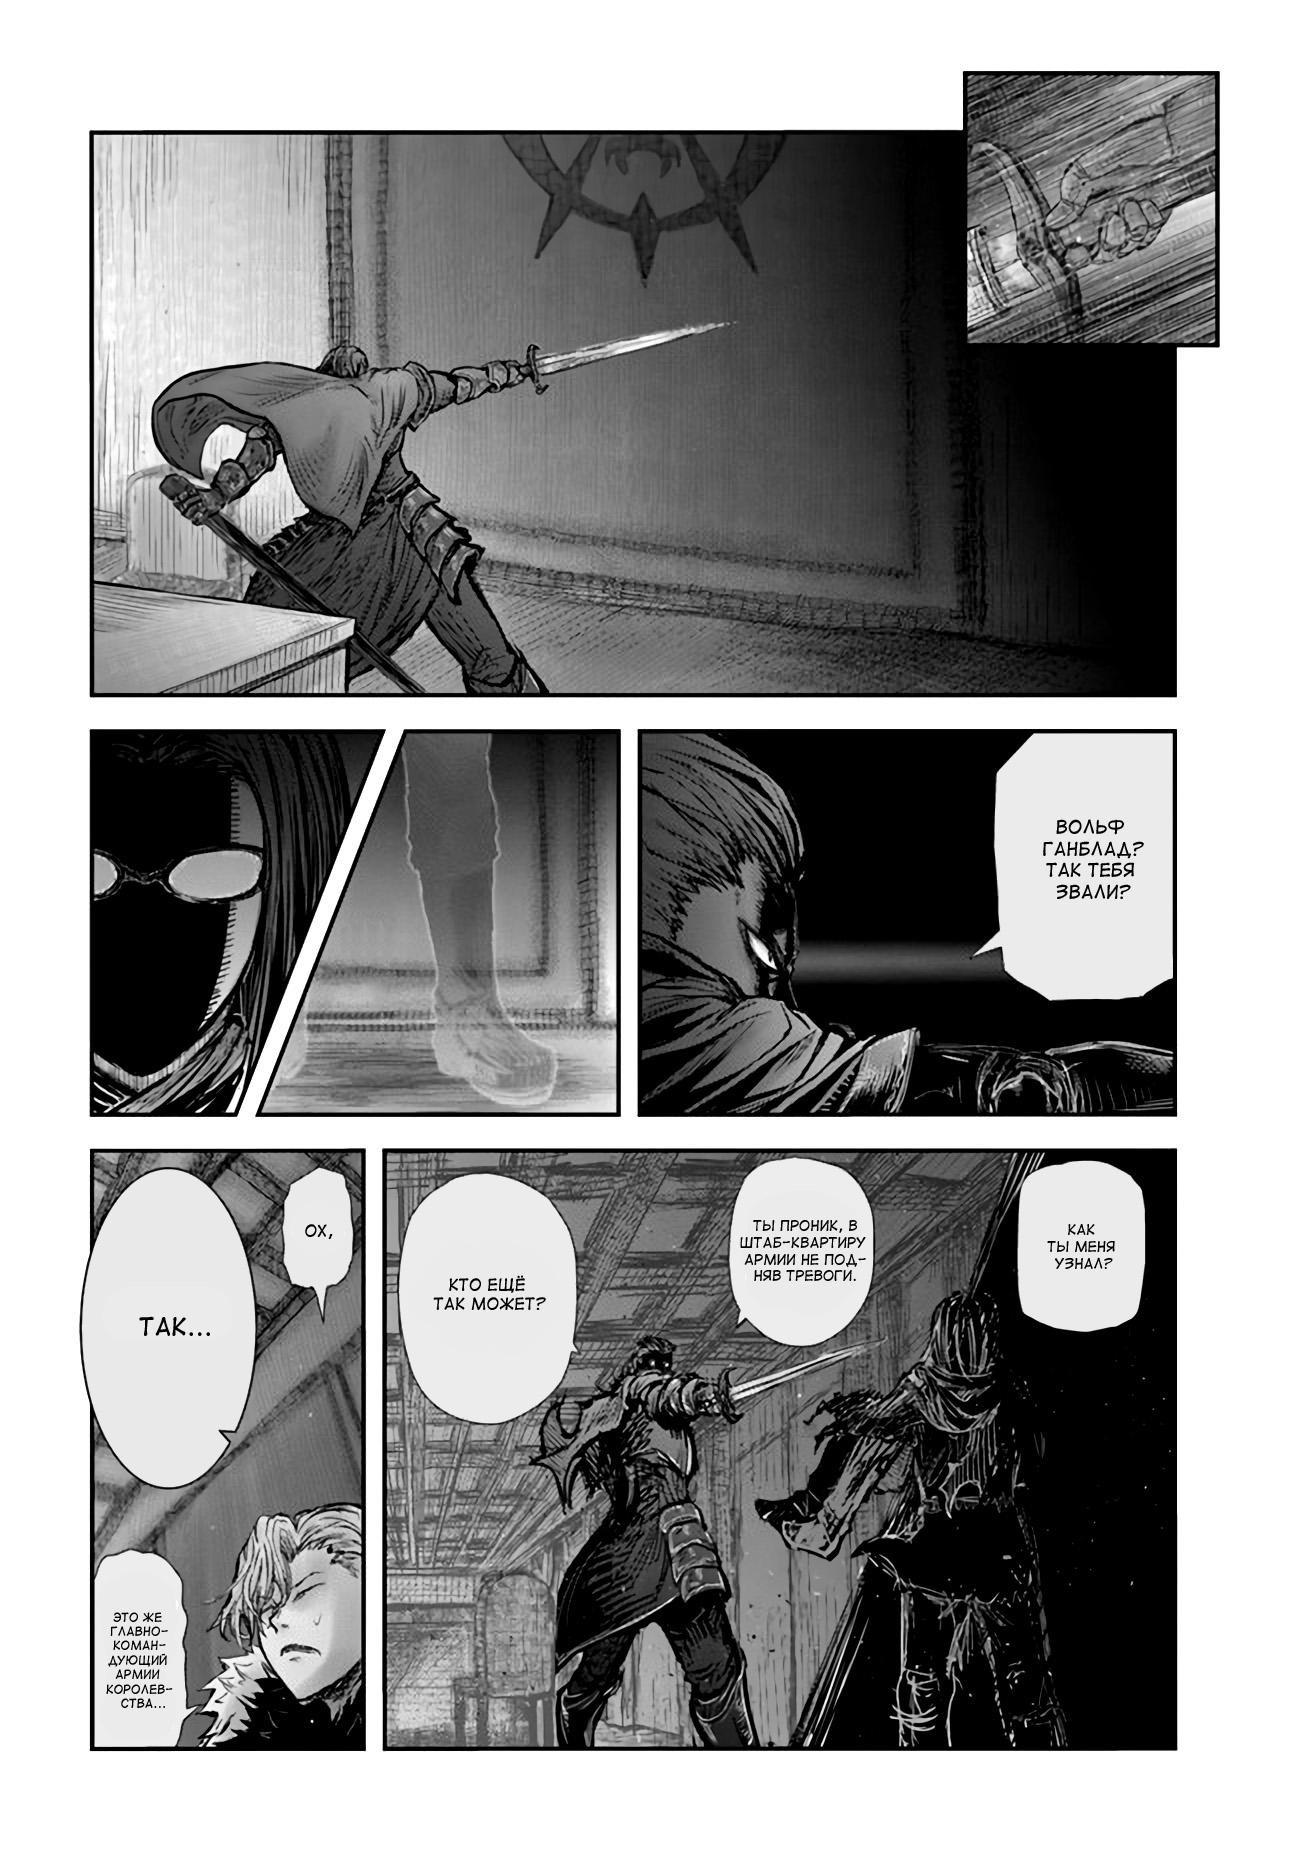 ВОЛЬФ
ГАНБЛАД?
ТАК ТЕБЯ
ЗВАЛИ?
КАК
ТЫ МЕНЯ
УЗНАЛ?
ТЫ ПРОНИК, В
ШТАБ-КВАРТИРУ
АРМИИ НЕ ПОД-
НЯВ ТРЕВОГИ.
КТО ЕЩЁ
ТАК МОЖЕТ?
ОХ,
ТАК...
ЭТО ЖЕ
ГЛАВНО-
КОМАН-
ДУЮЩИЙ
АРМИИ
КОРОЛЕВ-
СТВА...